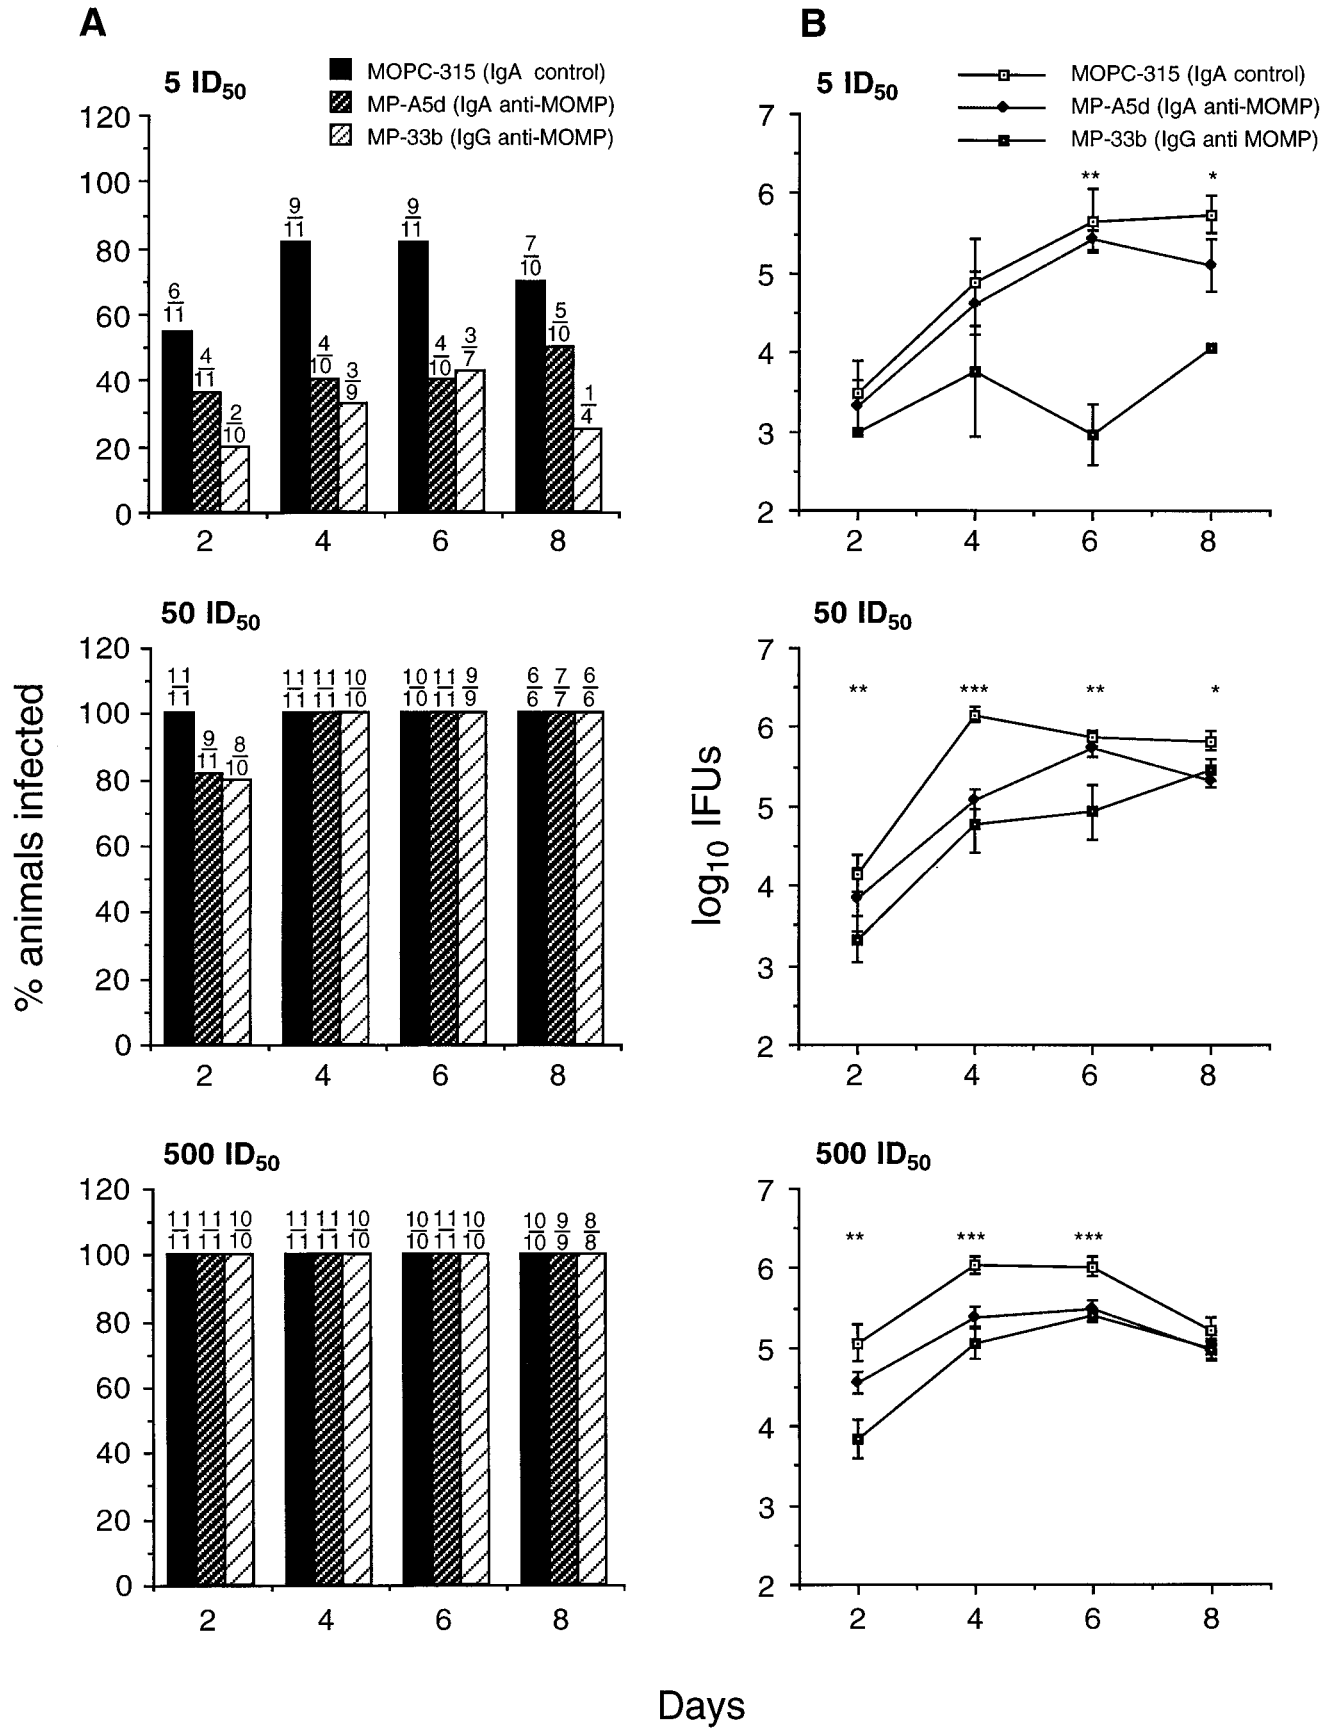 A
5 ID50
MOPC-315 (IgA control)
MP-A5d (IgA anti-MOMP)
MP-33b (IgG anti-MOMP)
120
100
80
60
40
20
0
6/11
4/11
2/10
9/11
4/10
3/9
9/11
4/10
3/7
7/10
5/10
1/4
2 4 6 8
B
5 ID50
MOPC-315 (IgA control)
MP-A5d (IgA anti-MOMP)
MP-33b (IgG anti MOMP)
7
6
5
4
3
2
** *
2 4 6 8
% animals infected
50 ID50
120
100
80
60
40
20
0
11/11
9/11
8/10
11/11 11/11 10/10
10/10 11/11 9/9
6/6 7/7 6/6
2 4 6 8
log10 IFUs
50 ID50
7
6
5
4
3
2
** *** ** *
2 4 6 8
500 ID50
120
100
80
60
40
20
0
11/11 11/11 10/10
11/11 11/11 10/10
10/10 11/11 10/10
10/10 9/9 8/8
2 4 6 8
500 ID50
7
6
5
4
3
2
** *** ***
2 4 6 8
Days